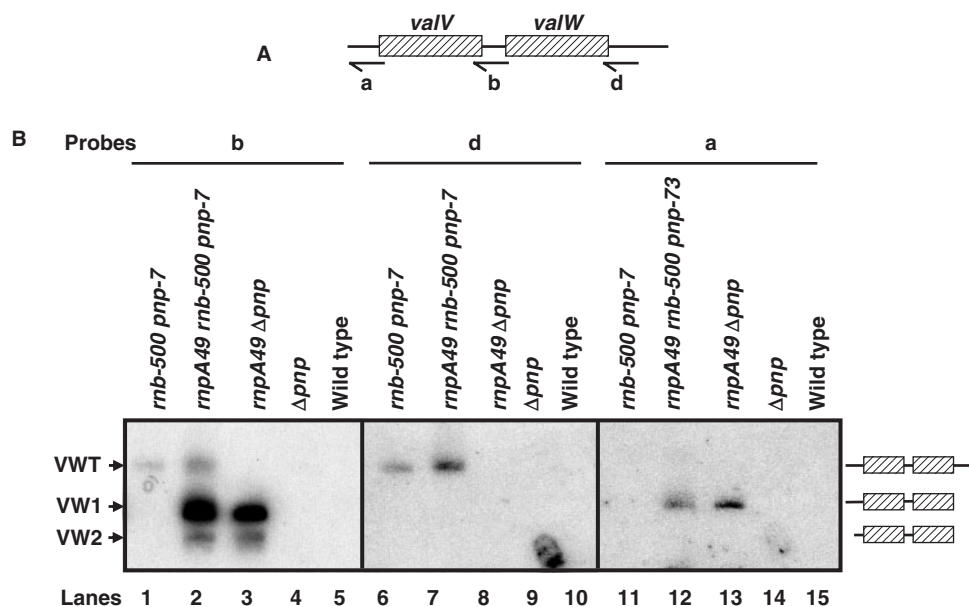 A
valV valW
a b d
B
Probes b d a
rnb-500 pnp-7
rnpA49 rnb-500 pnp-7
rnpA49 Δpnp
Δpnp
Wild type
rnb-500 pnp-7
rnpA49 rnb-500 pnp-7
rnpA49 Δpnp
Δpnp
Wild type
rnb-500 pnp-7
rnpA49 rnb-500 pnp-73
rnpA49 Δpnp
Δpnp
Wild type
VWT
VW1
VW2
Lanes 1 2 3 4 5 6 7 8 9 10 11 12 13 14 15